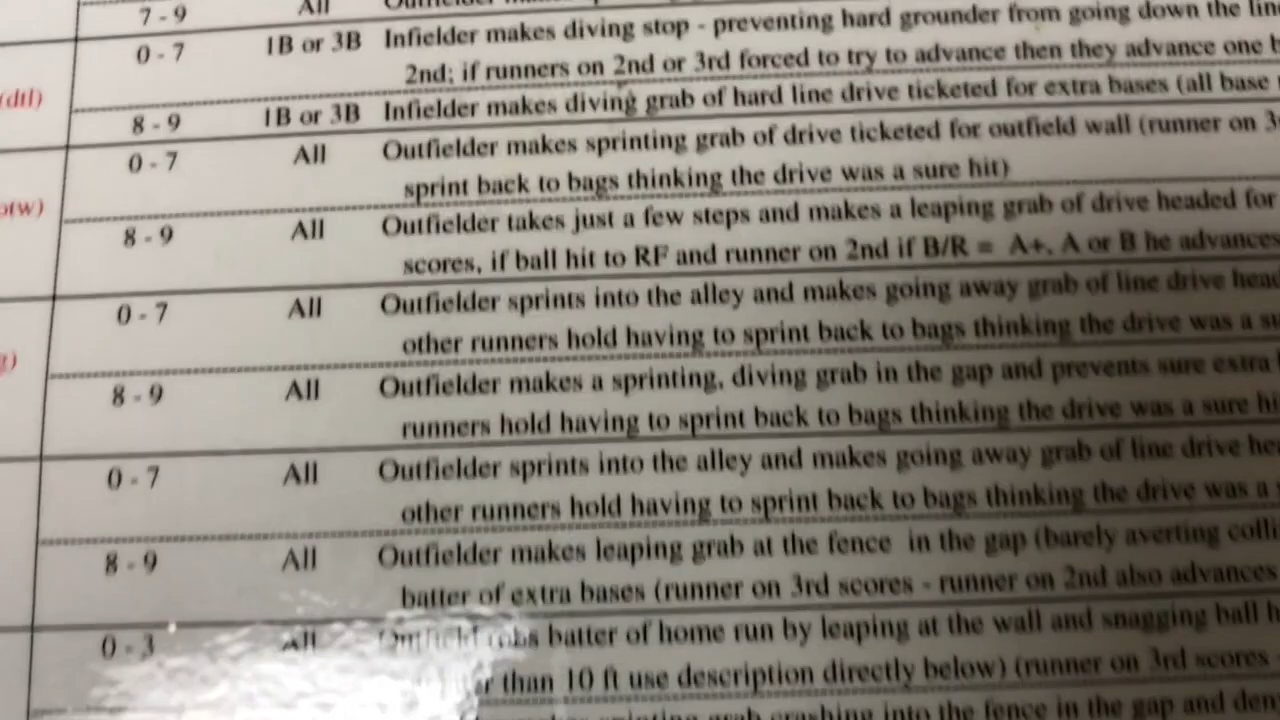 7 - 9 All
0 - 7 1B or 3B Infielder makes diving stop - preventing hard grounder from going down the line
2nd; if runners on 2nd or 3rd forced to try to advance then they advance one
(dtl)
8 - 9 1B or 3B Infielder makes diving grab of hard line drive ticketed for extra bases (all base
0 - 7 All Outfielder makes sprinting grab of drive ticketed for outfield wall (runner on
sprint back to bags thinking the drive was a sure hit)
8 - 9 All Outfielder takes just a few steps and makes a leaping grab of drive headed for
scores, if ball hit to RF and runner on 2nd if B/R = A+, A or B he advances
0 - 7 All Outfielder sprints into the alley and makes going away grab of line drive
other runners hold having to sprint back to bags thinking the drive was a
8 - 9 All Outfielder makes a sprinting, diving grab in the gap and prevents sure extra
runners hold having to sprint back to bags thinking the drive was a sure
0 - 7 All Outfielder sprints into the alley and makes going away grab of line drive
other runners hold having to sprint back to bags thinking the drive was a
8 - 9 All Outfielder makes leaping grab at the fence in the gap (barely averting
batter of extra bases (runner on 3rd scores - runner on 2nd also advances
0 - 3 All batter of home run by leaping at the wall and snagging ball
than 10 ft use description directly below) (runner on 3rd scores
grab crashing into the fence in the gap and